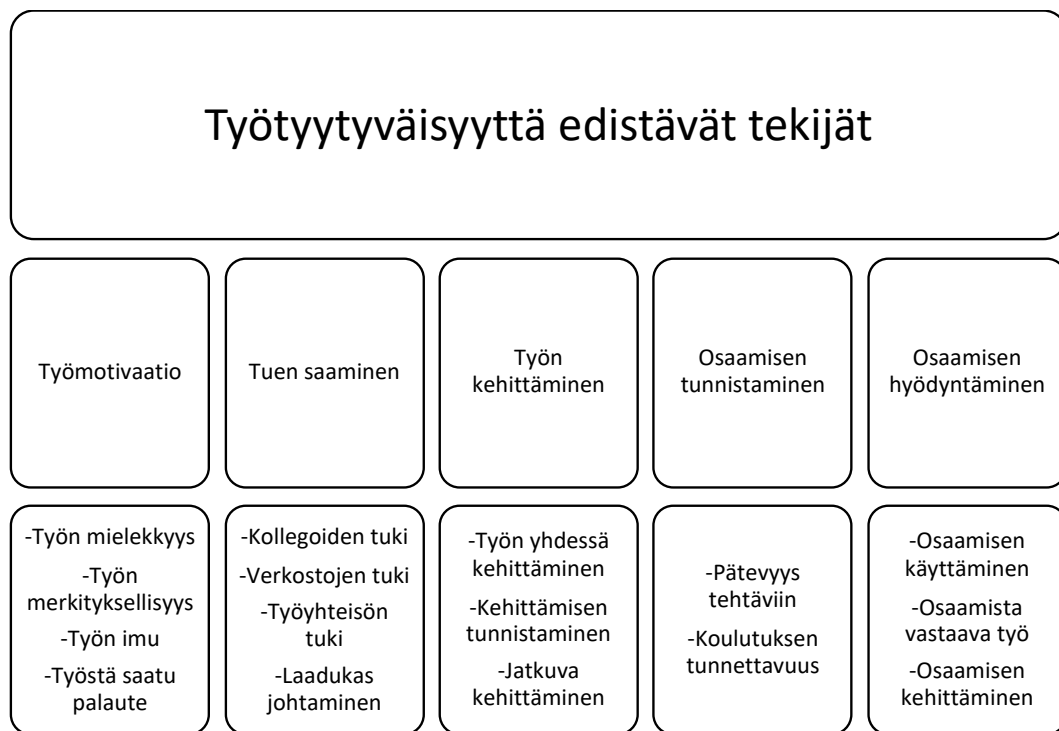 Työtyytyväisyyttä edistävät tekijät
Työmotivaatio
Tuen saaminen
Työn
kehittäminen
Osaamisen
tunnistaminen
Osaamisen
hyödyntäminen
-Työn mielekkyys
-Työn
merkityksellisyys
-Työn imu
-Työstä saatu
palaute
-Kollegoiden tuki
-Verkostojen tuki
-Työyhteisön
tuki
-Laadukas
johtaminen
-Työn yhdessä
kehittäminen
-Kehittämisen
tunnistaminen
-Jatkuva
kehittäminen
-Pätevyys
tehtäviin
-Koulutuksen
tunnettavuus
-Osaamisen
käyttäminen
-Osaamista
vastaava työ
-Osaamisen
kehittäminen